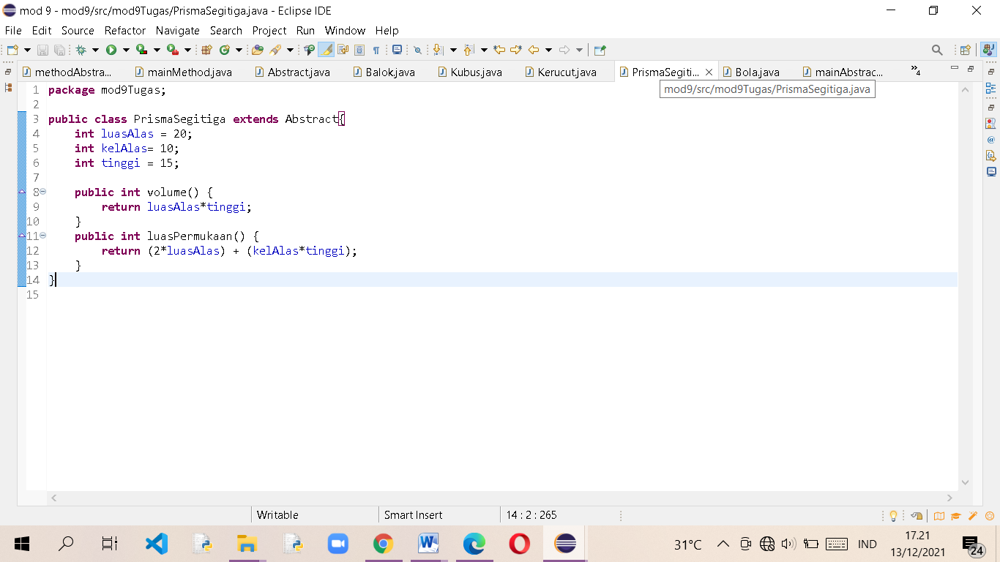 mod 9 - mod9/src/mod9Tugas/PrismaSegitiga.java - Eclipse IDE
File Edit Source Refactor Navigate Search Project Run Window Help
methodAbstra... mainMethod.java Abstract.java Balok.java Kubus.java Kerucut.java PrismaSegiti... Bola.java mainAbstrac... »4
mod9/src/mod9Tugas/PrismaSegitiga.java
1 package mod9Tugas;
2
3 public class PrismaSegitiga extends Abstract{
4 int luasAlas = 20;
5 int kelAlas= 10;
6 int tinggi = 15;
7
8 public int volume() {
9 return luasAlas*tinggi;
10 }
11 public int luasPermukaan() {
12 return (2*luasAlas) + (kelAlas*tinggi);
13 }
14 }
15
Writable Smart Insert 14 : 2 : 265
31°C IND 17.21
13/12/2021 24